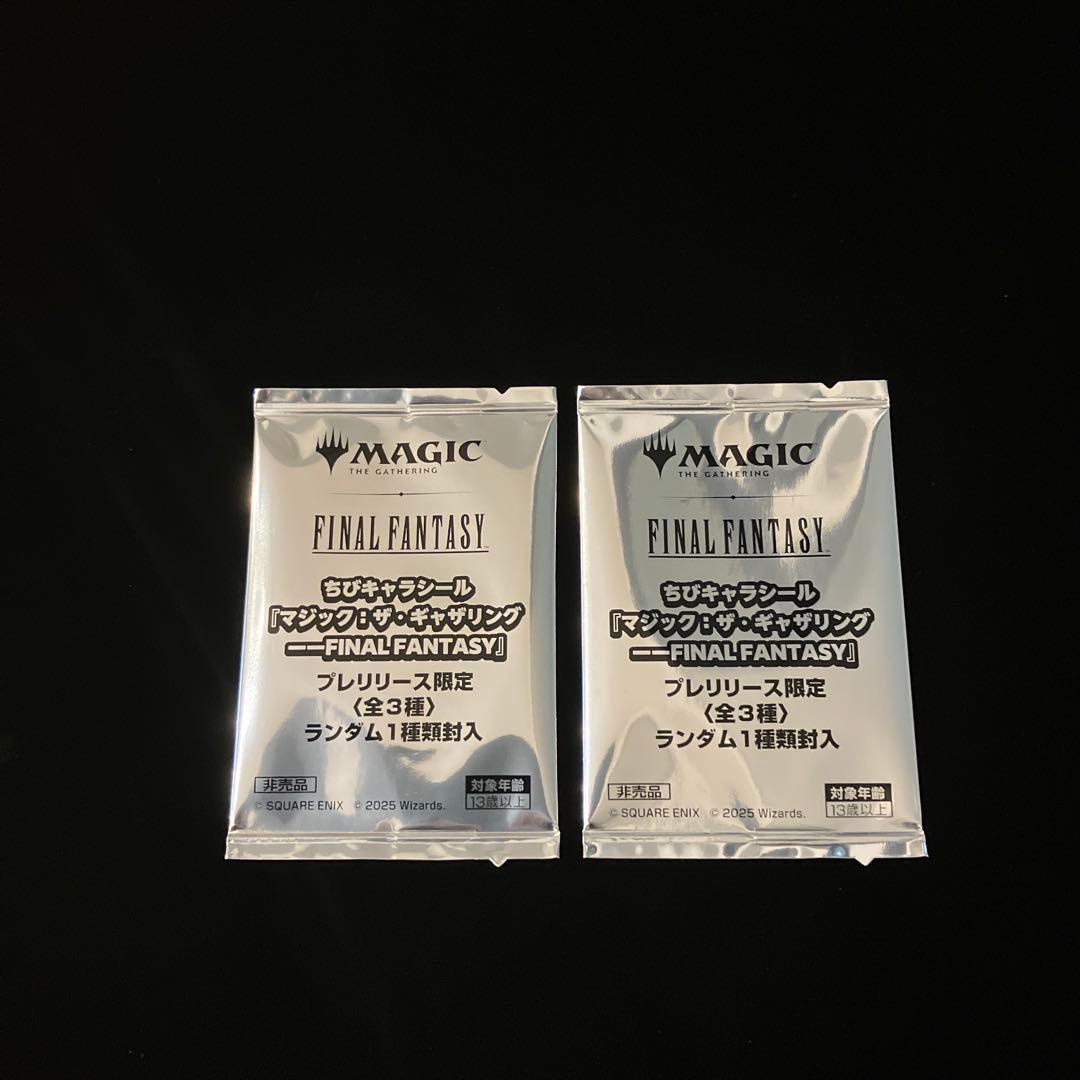 MAGIC
THE GATHERING
FINAL FANTASY™
ちびキャラシール
『マジック：ザ・ギャザリング
——FINAL FANTASY』
プレリリース限定
〈全3種〉
ランダム1種類封入
非売品
対象年齢
13歳以上
© SQUARE ENIX © 2025 Wizards.
MAGIC
THE GATHERING
FINAL FANTASY™
ちびキャラシール
『マジック：ザ・ギャザリング
——FINAL FANTASY』
プレリリース限定
〈全3種〉
ランダム1種類封入
非売品
対象年齢
13歳以上
© SQUARE ENIX © 2025 Wizards.